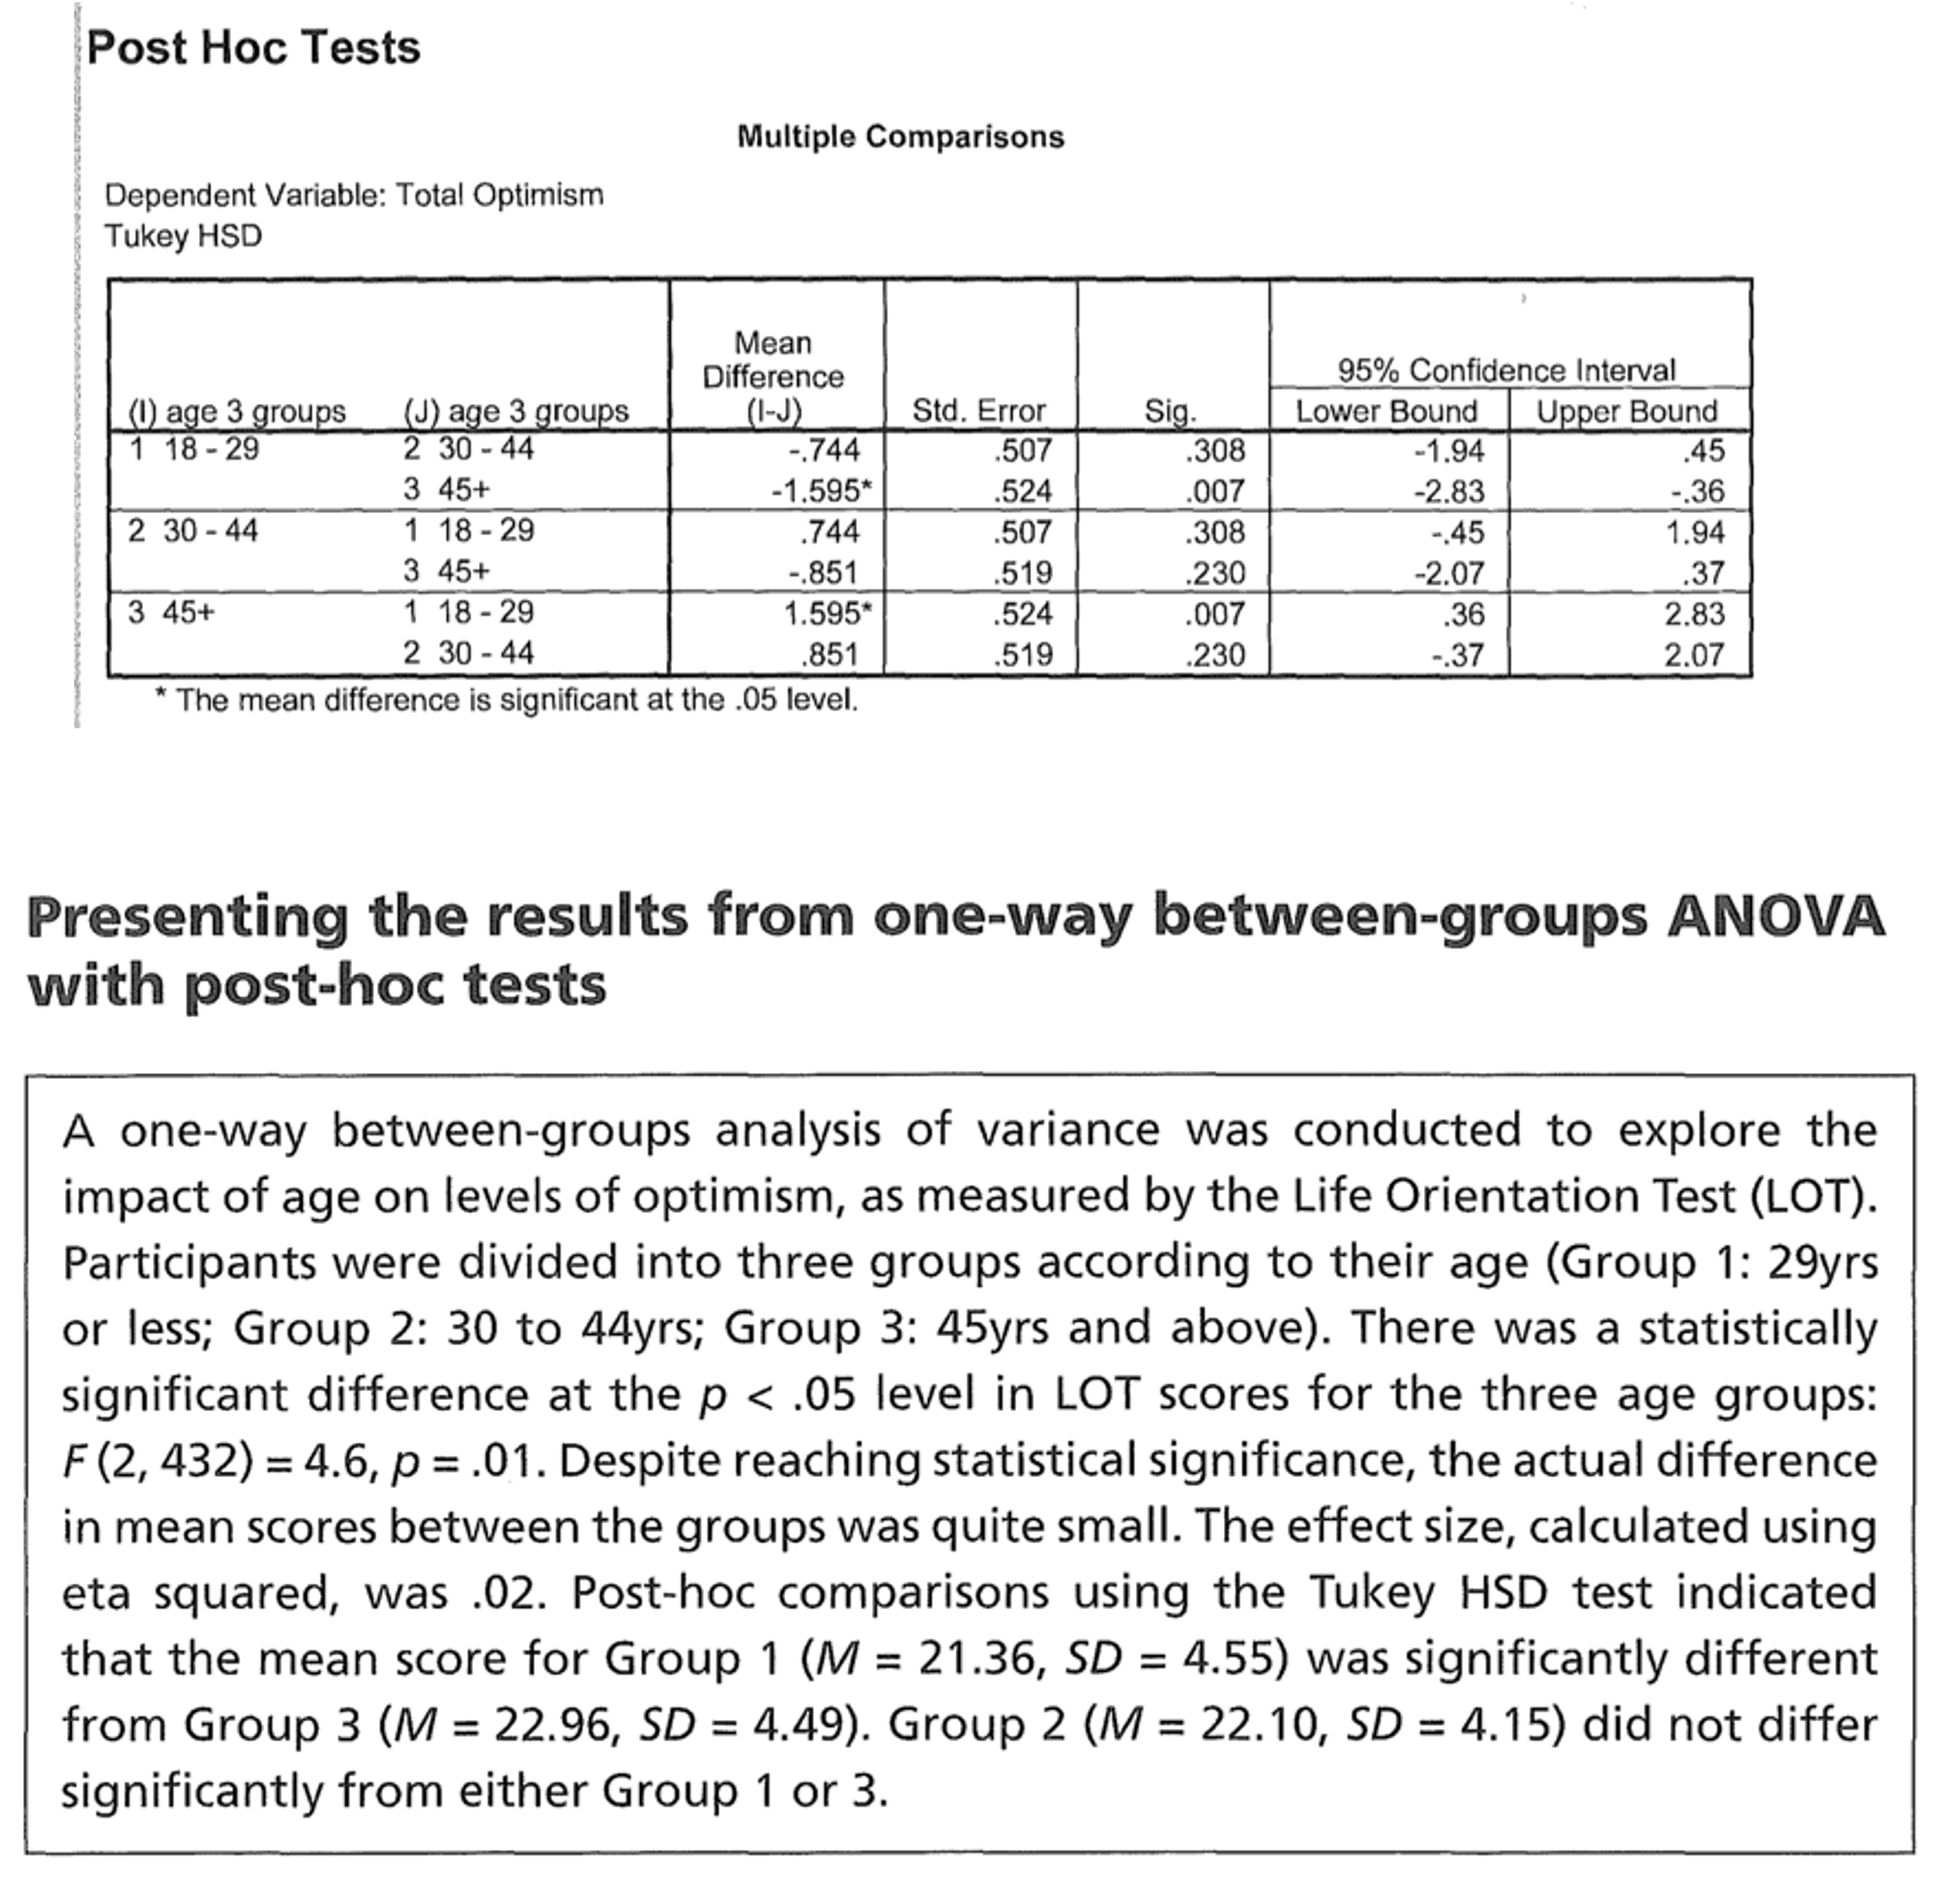 Post Hoc Tests
Multiple Comparisons
Dependent Variable: Total Optimism
Tukey HSD
Mean
Difference
95% Confidence Interval
(I) age 3 groups (J) age 3 groups (I-J) Std. Error Sig. Lower Bound Upper Bound
1 18 - 29 2 30 - 44 -.744 .507 .308 -1.94 .45
3 45+ -1.595* .524 .007 -2.83 -.36
2 30 - 44 1 18 - 29 .744 .507 .308 -.45 1.94
3 45+ -.851 .519 .230 -2.07 .37
3 45+ 1 18 - 29 1.595* .524 .007 .36 2.83
2 30 - 44 .851 .519 .230 -.37 2.07
* The mean difference is significant at the .05 level.
Presenting the results from one-way between-groups ANOVA
with post-hoc tests
A one-way between-groups analysis of variance was conducted to explore the
impact of age on levels of optimism, as measured by the Life Orientation Test (LOT).
Participants were divided into three groups according to their age (Group 1: 29yrs
or less; Group 2: 30 to 44yrs; Group 3: 45yrs and above). There was a statistically
significant difference at the p < .05 level in LOT scores for the three age groups:
F (2, 432) = 4.6, p = .01. Despite reaching statistical significance, the actual difference
in mean scores between the groups was quite small. The effect size, calculated using
eta squared, was .02. Post-hoc comparisons using the Tukey HSD test indicated
that the mean score for Group 1 (M = 21.36, SD = 4.55) was significantly different
from Group 3 (M = 22.96, SD = 4.49). Group 2 (M = 22.10, SD = 4.15) did not differ
significantly from either Group 1 or 3.